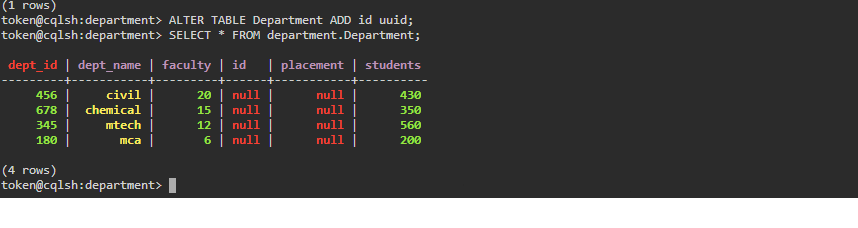 (1 rows)
token@cqlsh:department> ALTER TABLE Department ADD id uuid;
token@cqlsh:department> SELECT * FROM department.Department;
dept_id | dept_name | faculty | id | placement | students
---------+-----------+---------+------+-----------+----------
456 | civil | 20 | null | null | 430
678 | chemical | 15 | null | null | 350
345 | mtech | 12 | null | null | 560
180 | mca | 6 | null | null | 200
(4 rows)
token@cqlsh:department>